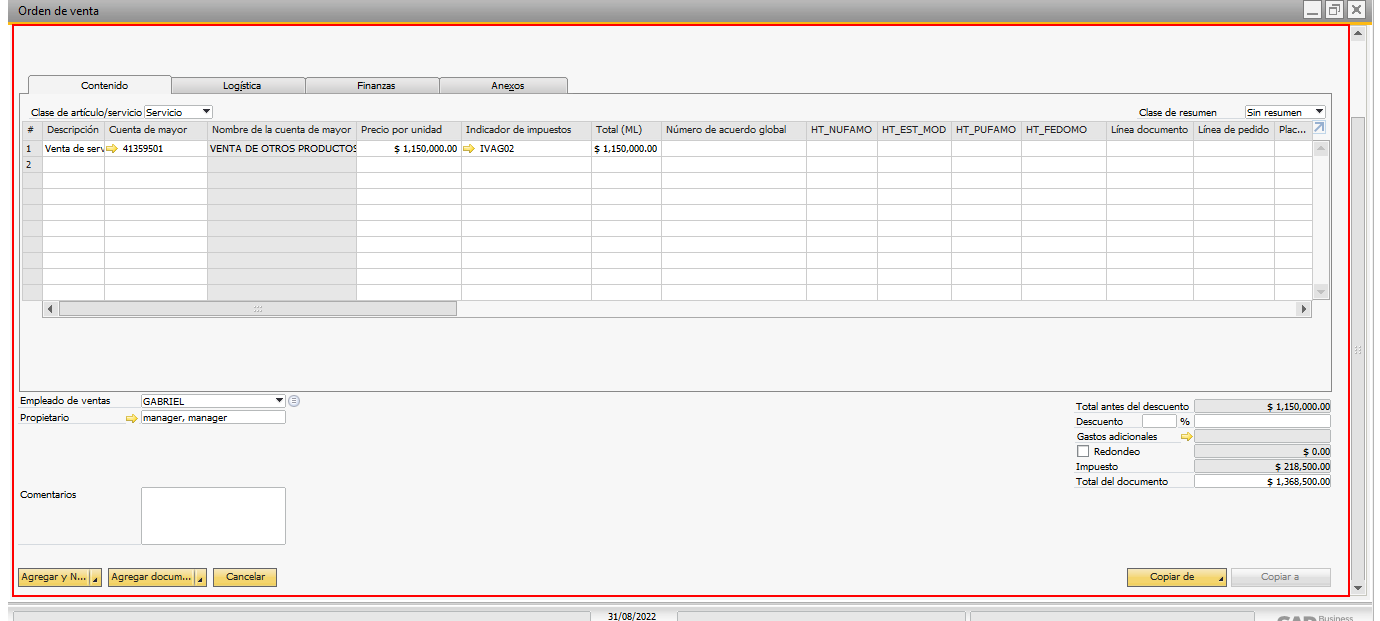 Orden de venta
Contenido Logística Finanzas Anexos
Clase de artículo/servicio Servicio Clase de resumen Sin resumen
# Descripción Cuenta de mayor Nombre de la cuenta de mayor Precio por unidad Indicador de impuestos Total (ML) Número de acuerdo global HT_NUFAMO HT_EST_MOD HT_PUFAMO HT_FEDOMO Línea documento Línea de pedido Plac...
1 Venta de serv 41359501 VENTA DE OTROS PRODUCTOS $ 1,150,000.00 IVAG02 $ 1,150,000.00
2
Empleado de ventas GABRIEL
Propietario manager, manager
Total antes del descuento $ 1,150,000.00
Descuento %
Gastos adicionales
Redondeo $ 0.00
Impuesto $ 218,500.00
Total del documento $ 1,368,500.00
Comentarios
Agregar y N... Agregar docum... Cancelar Copiar de Copiar a
31/08/2022
SAP Business